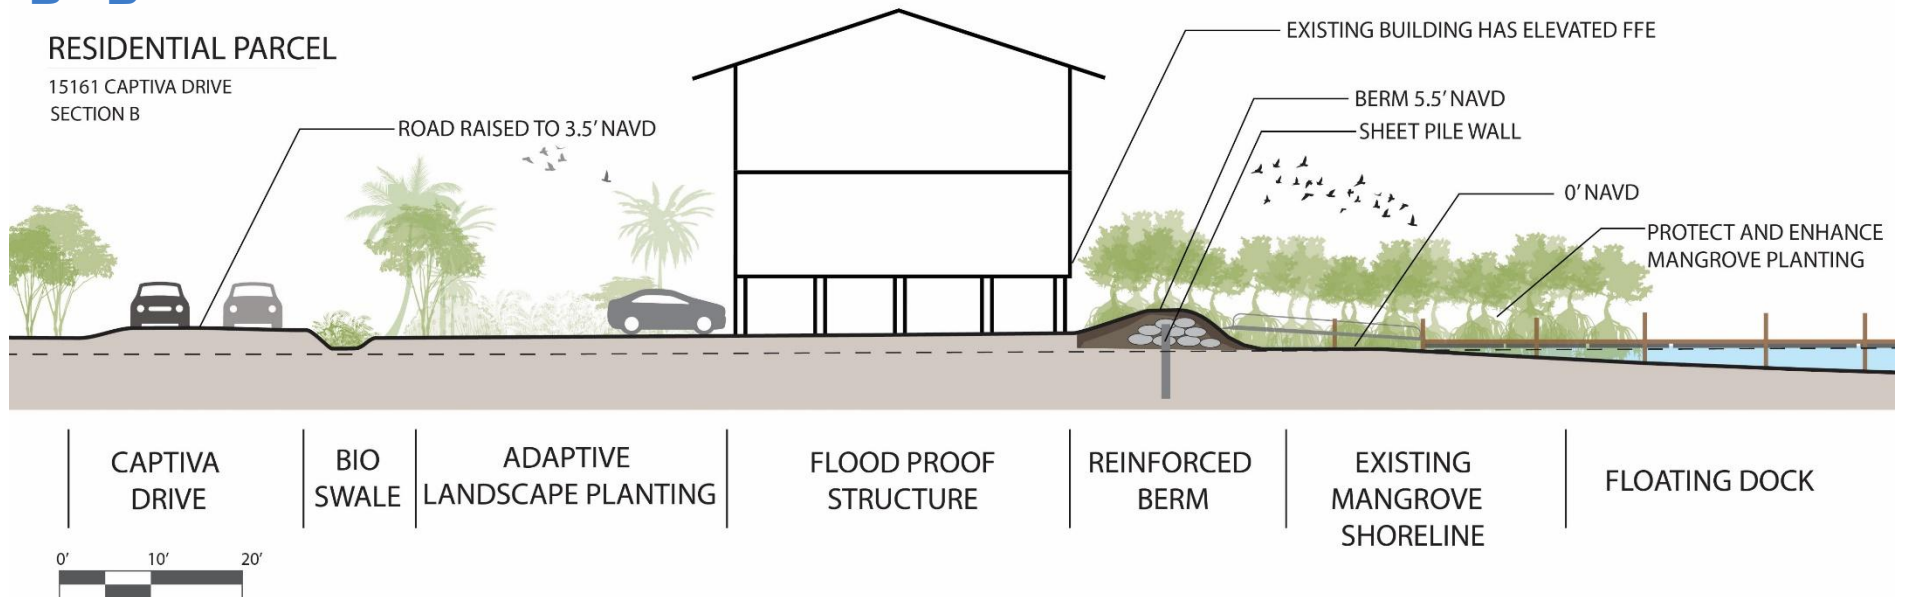 RESIDENTIAL PARCEL
15161 CAPTIVA DRIVE
SECTION B
ROAD RAISED TO 3.5' NAVD
EXISTING BUILDING HAS ELEVATED FFE
BERM 5.5' NAVD
SHEET PILE WALL
0' NAVD
PROTECT AND ENHANCE
MANGROVE PLANTING
CAPTIVA
DRIVE
BIO
SWALE
ADAPTIVE
LANDSCAPE PLANTING
FLOOD PROOF
STRUCTURE
REINFORCED
BERM
EXISTING
MANGROVE
SHORELINE
FLOATING DOCK
0' 10' 20'